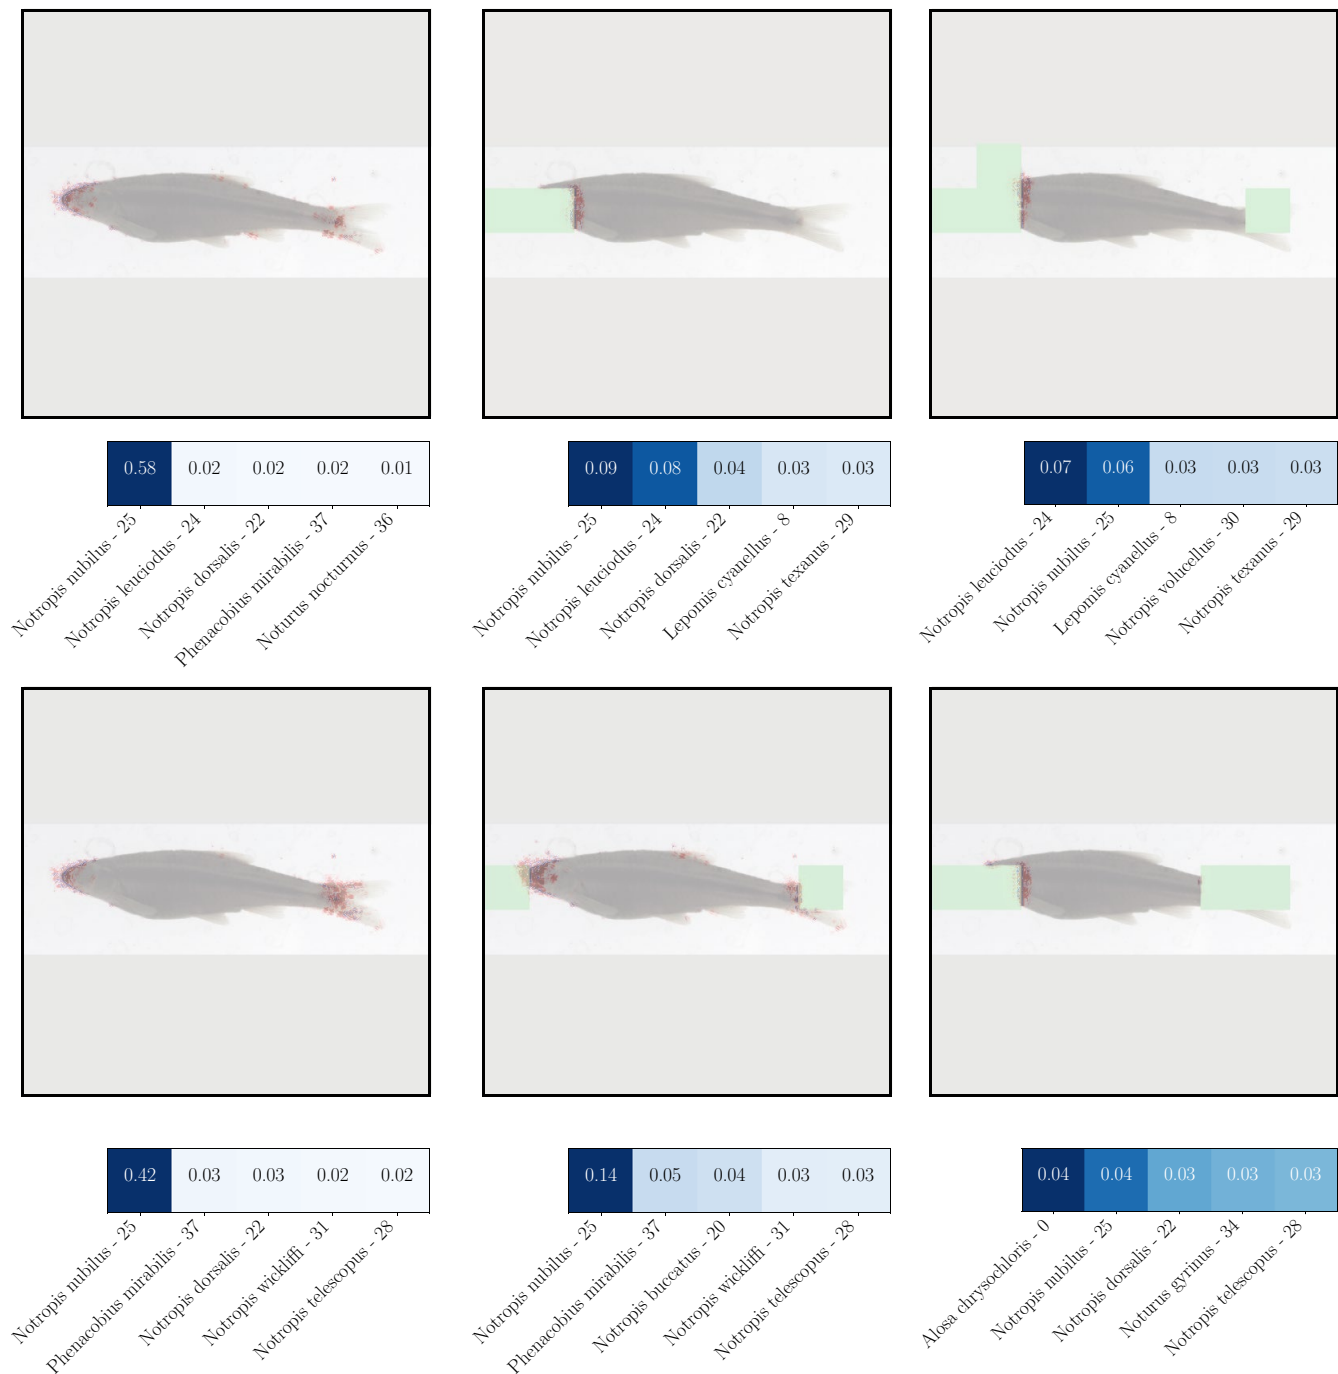 0.58 0.02 0.02 0.02 0.01
Notropis nubilus - 25
Notropis leuciodus - 24
Notropis dorsalis - 22
Phenacobius mirabilis - 37
Noturus nocturnus - 36
0.09 0.08 0.04 0.03 0.03
Notropis nubilus - 25
Notropis leuciodus - 24
Notropis dorsalis - 22
Lepomis cyanellus - 8
Notropis texanus - 29
0.07 0.06 0.03 0.03 0.03
Notropis leuciodus - 24
Notropis nubilus - 25
Lepomis cyanellus - 8
Notropis volucellus - 30
Notropis texanus - 29
0.42 0.03 0.03 0.02 0.02
Notropis nubilus - 25
Phenacobius mirabilis - 37
Notropis dorsalis - 22
Notropis wickliffi - 31
Notropis telescopus - 28
0.14 0.05 0.04 0.03 0.03
Notropis nubilus - 25
Phenacobius mirabilis - 37
Notropis buccatus - 20
Notropis wickliffi - 31
Notropis telescopus - 28
0.04 0.04 0.03 0.03 0.03
Alosa chrysochloris - 0
Notropis nubilus - 25
Notropis dorsalis - 22
Noturus gyrinus - 34
Notropis telescopus - 28